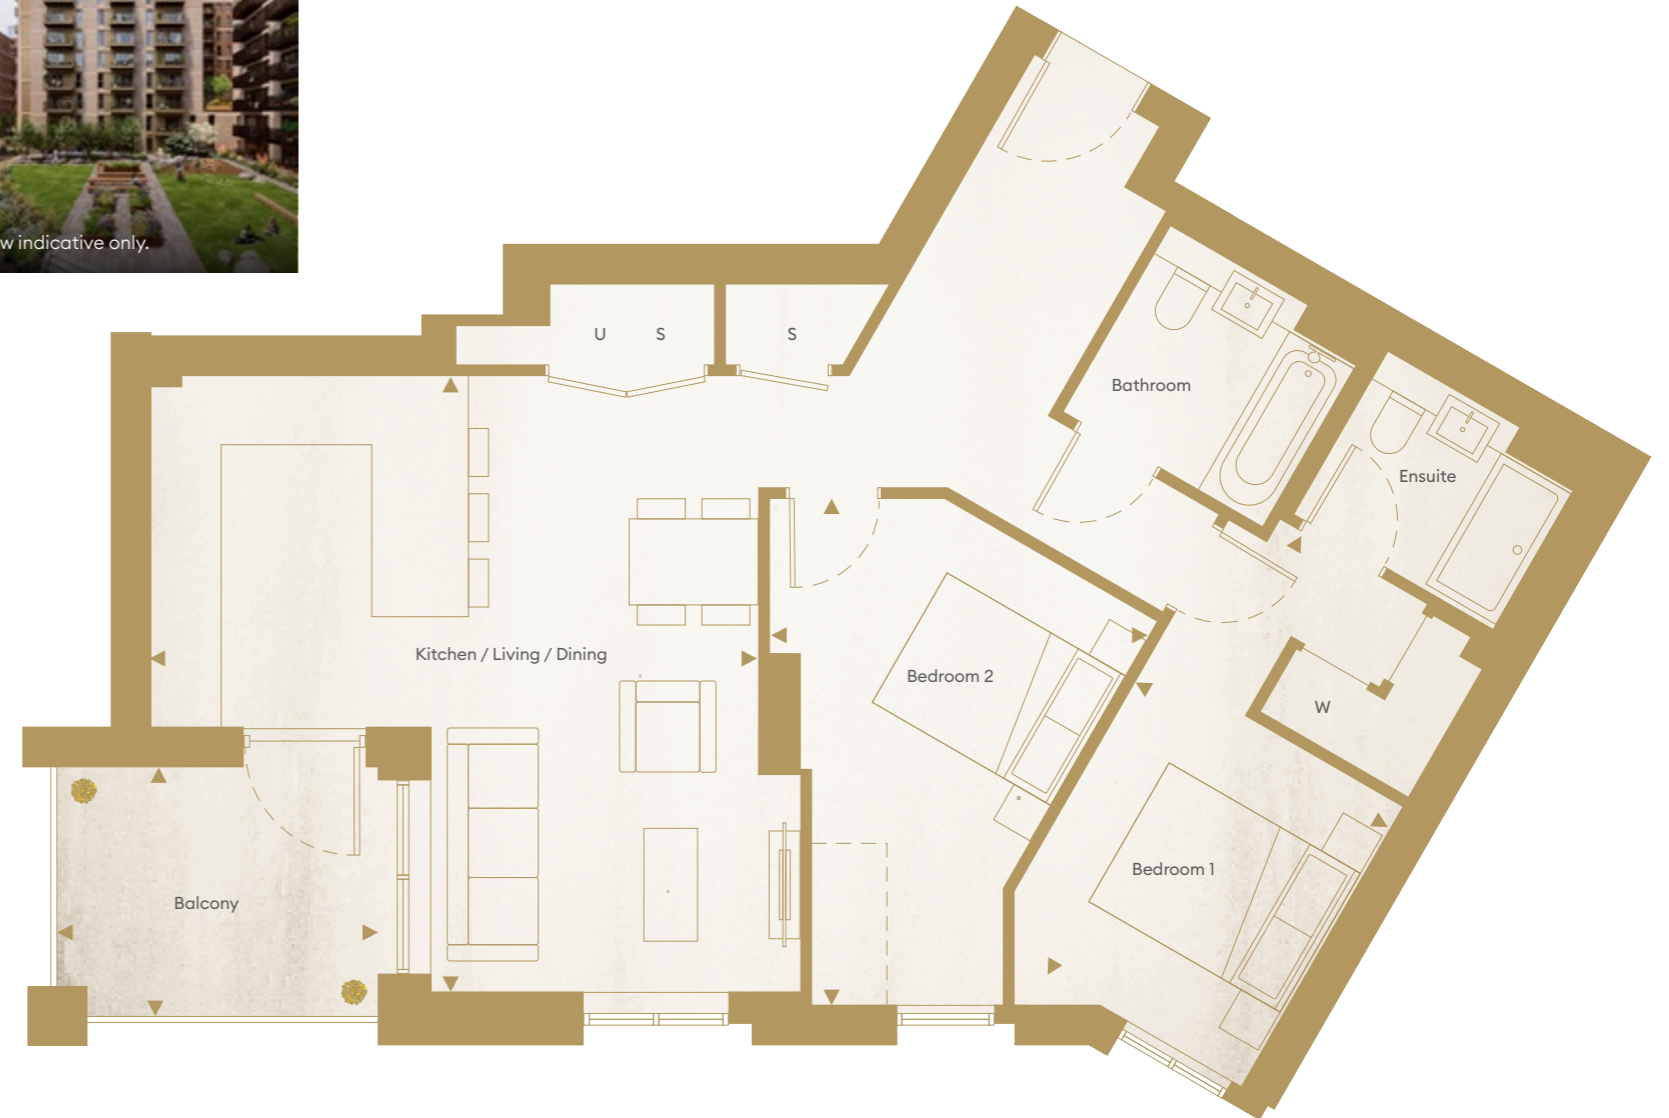 w indicative only.
U
S
S
Bathroom
Ensuite
Kitchen / Living / Dining
Bedroom 2
W
Bedroom 1
Balcony